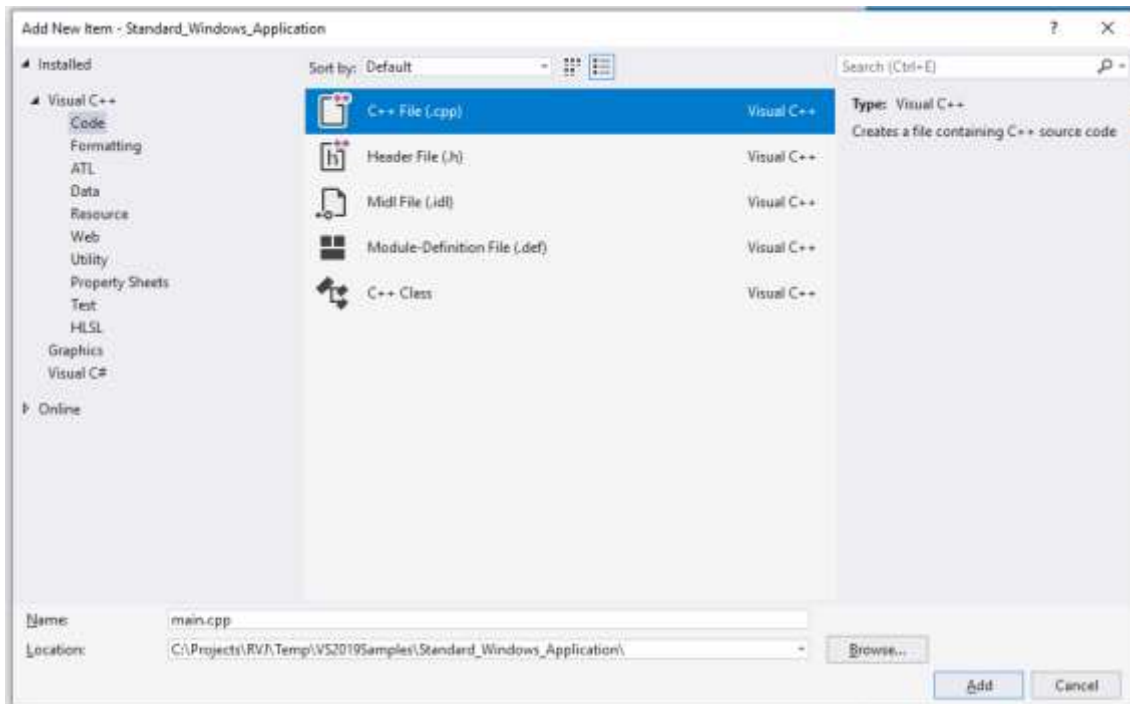 Add New Item - Standard_Windows_Application
? ×
Installed
Visual C++
Code
Formatting
ATL
Data
Resource
Web
Utility
Property Sheets
Test
HLSL
Graphics
Visual C#
Online
Sort by: Default
C++ File (.cpp) Visual C++
Header File (.h) Visual C++
Midl File (.idl) Visual C++
Module-Definition File (.def) Visual C++
C++ Class Visual C++
Search (Ctrl+E)
Type: Visual C++
Creates a file containing C++ source code
Name: main.cpp
Location: C:\Projects\RVJ\Temp\VS2019Samples\Standard_Windows_Application\
Browse...
Add Cancel